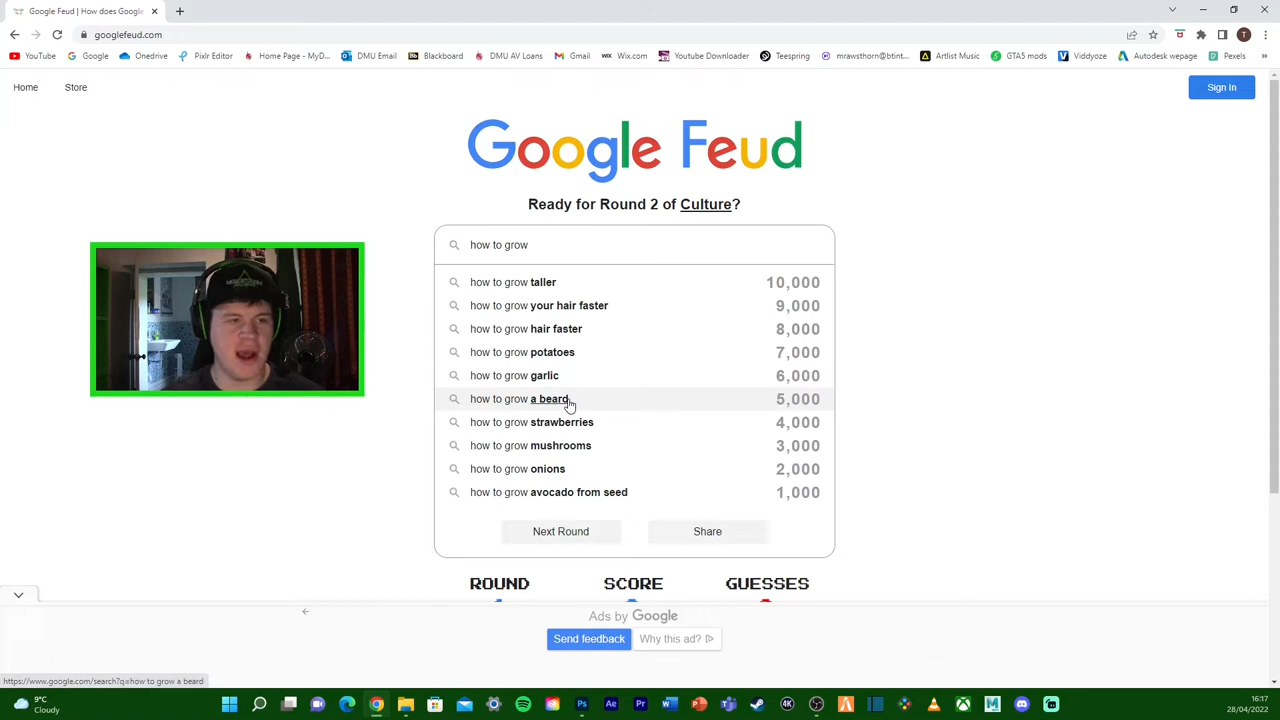 Google Feud | How does Google
googlefeud.com
YouTube Google Onedrive Pixlr Editor Home Page - MyD... DMU Email Blackboard DMU AV Loans Gmail Wix.com Youtube Downloader Teespring mrawsthorn@btint... Artlist Music GTA5 mods Viddyoze Autodesk wepage Pexels »
Home Store Sign In
Google Feud
Ready for Round 2 of Culture?
how to grow
how to grow taller 10,000
how to grow your hair faster 9,000
how to grow hair faster 8,000
how to grow potatoes 7,000
how to grow garlic 6,000
how to grow a beard 5,000
how to grow strawberries 4,000
how to grow mushrooms 3,000
how to grow onions 2,000
how to grow avocado from seed 1,000
Next Round Share
ROUND SCORE GUESSES
Ads by Google
Send feedback Why this ad?
https://www.google.com/search?q=how to grow a beard
9°C 16:17
Cloudy 28/04/2022